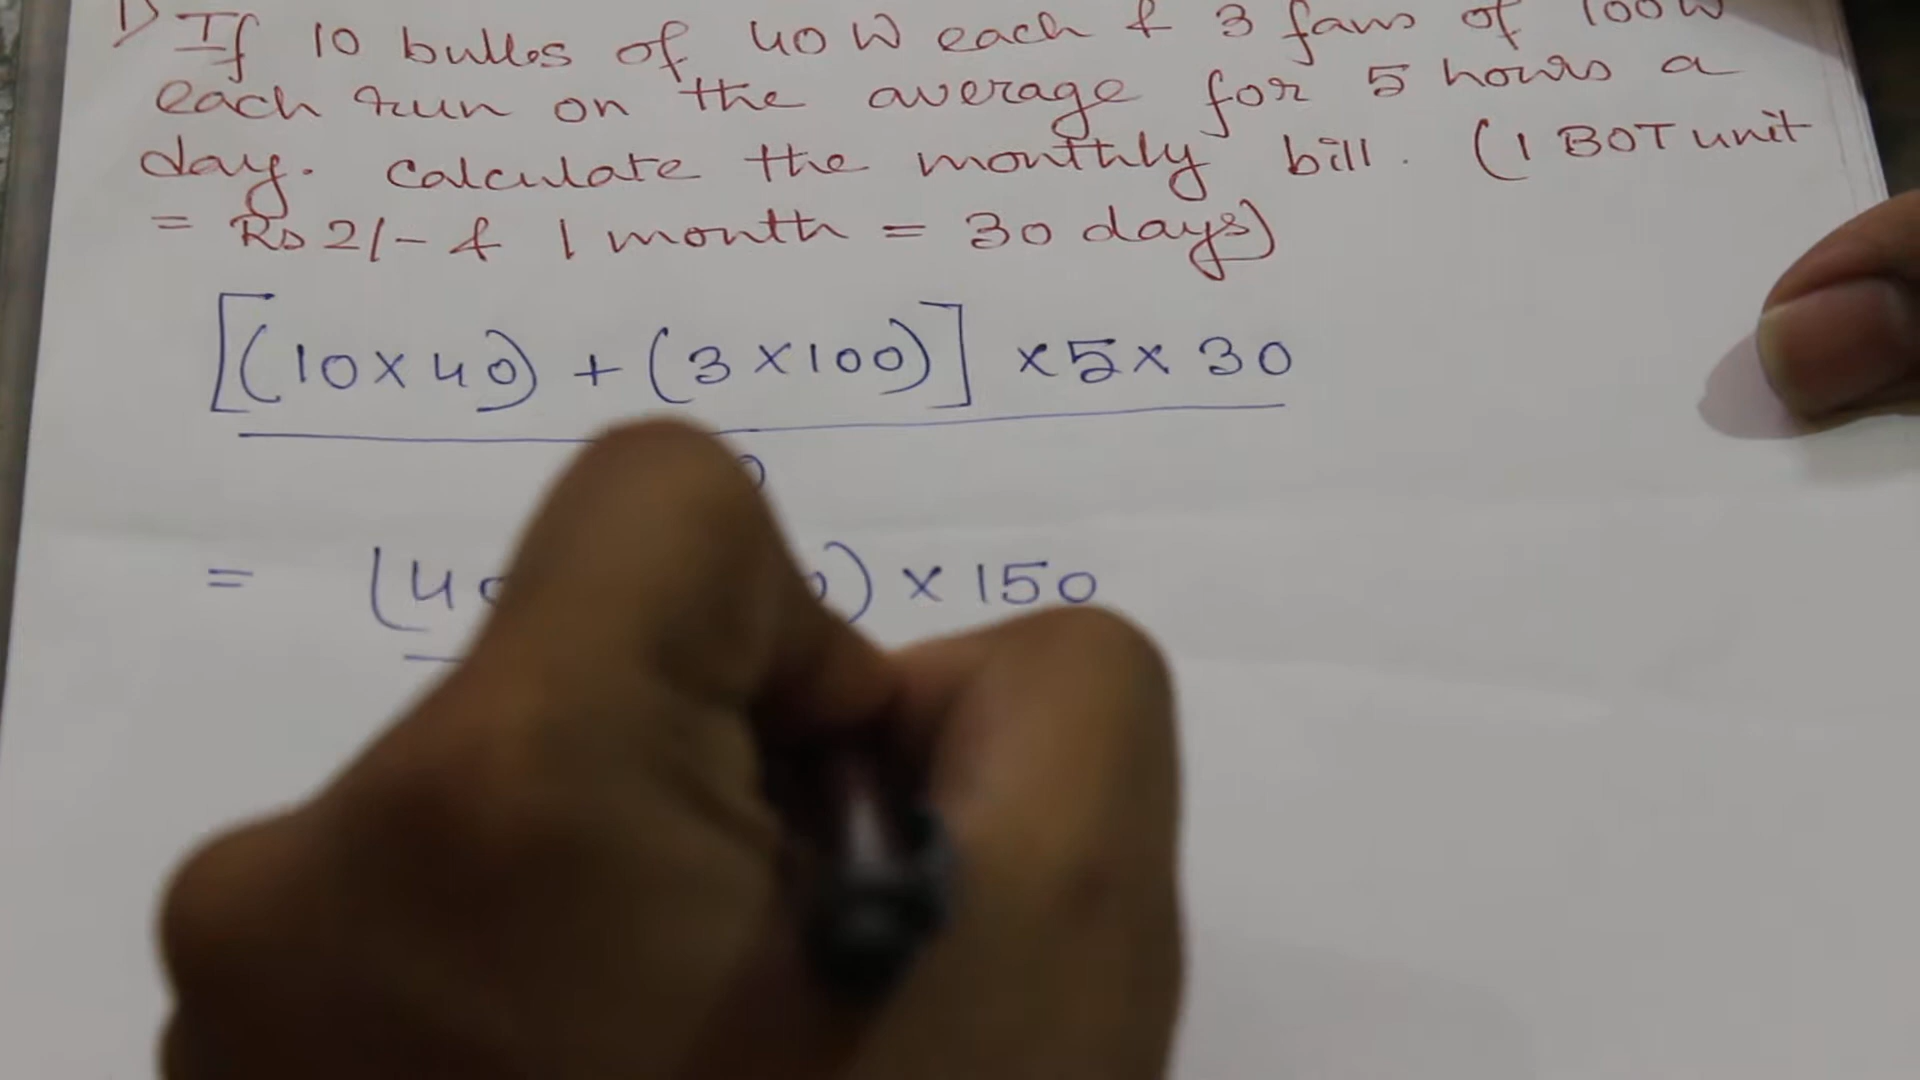 1) If 10 bulbs of 40 W each & 3 fans of 100 W
each run on the average for 5 hours a
day. Calculate the monthly bill. (1 BOT unit
= Rs 2/- & 1 month = 30 days)
[(10 × 40) + (3 × 100)] × 5 × 30
= (40 ) × 150